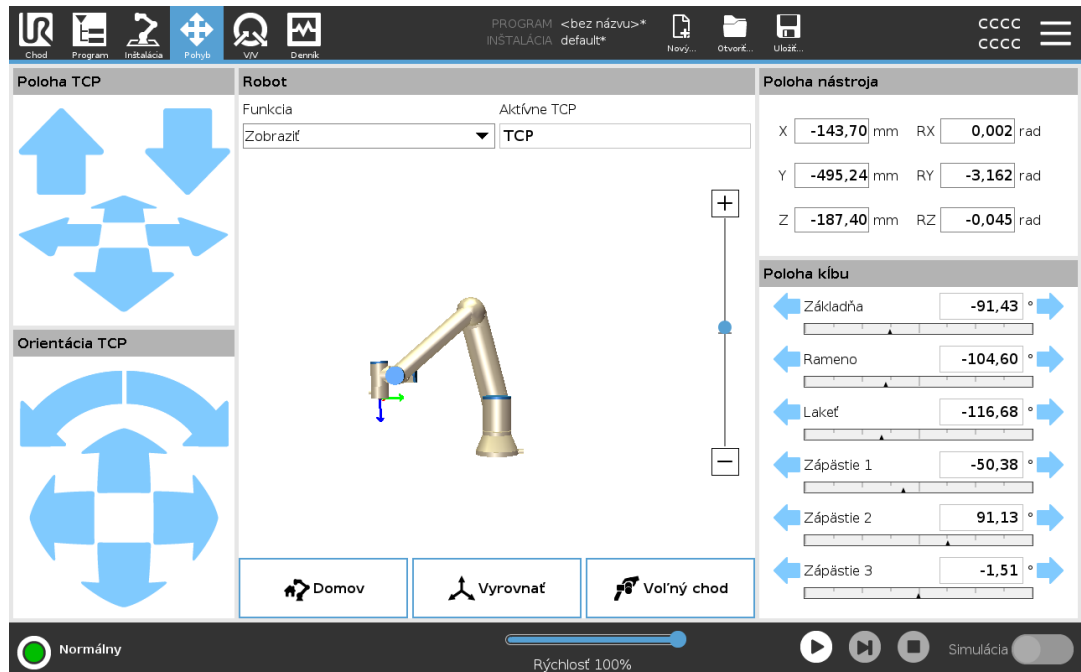 PROGRAM <bez názvu>*
INŠTALÁCIA default*
CCCC
CCCC
Chod Program Inštalácia Pohyb V/V Denník Nový... Otvoriť... Uložiť...
Poloha TCP
Orientácia TCP
Robot
Funkcia Aktívne TCP
Zobraziť TCP
+
−
Domov Vyrovnať Voľný chod
Poloha nástroja
X -143,70 mm RX 0,002 rad
Y -495,24 mm RY -3,162 rad
Z -187,40 mm RZ -0,045 rad
Poloha kĺbu
Základňa -91,43 °
Rameno -104,60 °
Lakeť -116,68 °
Zápästie 1 -50,38 °
Zápästie 2 91,13 °
Zápästie 3 -1,51 °
Normálny
Rýchlosť 100%
Simulácia